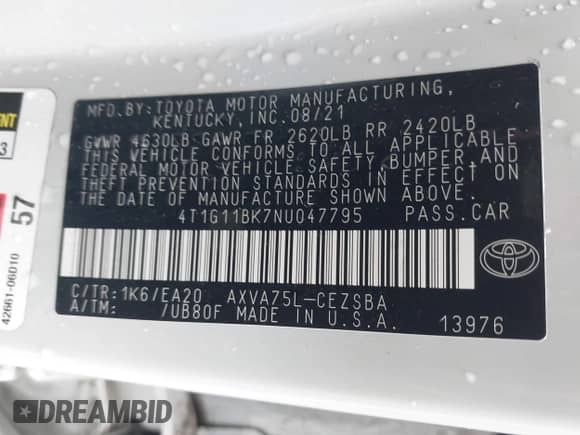 MFD.BY:TOYOTA MOTOR MANUFACTURING,
KENTUCKY, INC.08/21
GVWR 4630LB GAWR FR 2620LB RR 2420LB
THIS VEHICLE CONFORMS TO ALL APPLICABLE
FEDERAL MOTOR VEHICLE SAFETY,BUMPER,AND
THEFT PREVENTION STANDARDS IN EFFECT ON
THE DATE OF MANUFACTURE SHOWN ABOVE.
4T1G11BK7NU047795 PASS.CAR
C/TR:1K6/EA20 AXVA75L-CEZSBA
A/TM: /UB80F MADE IN U.S.A. 13976
57
42661-06010
DREAMBID